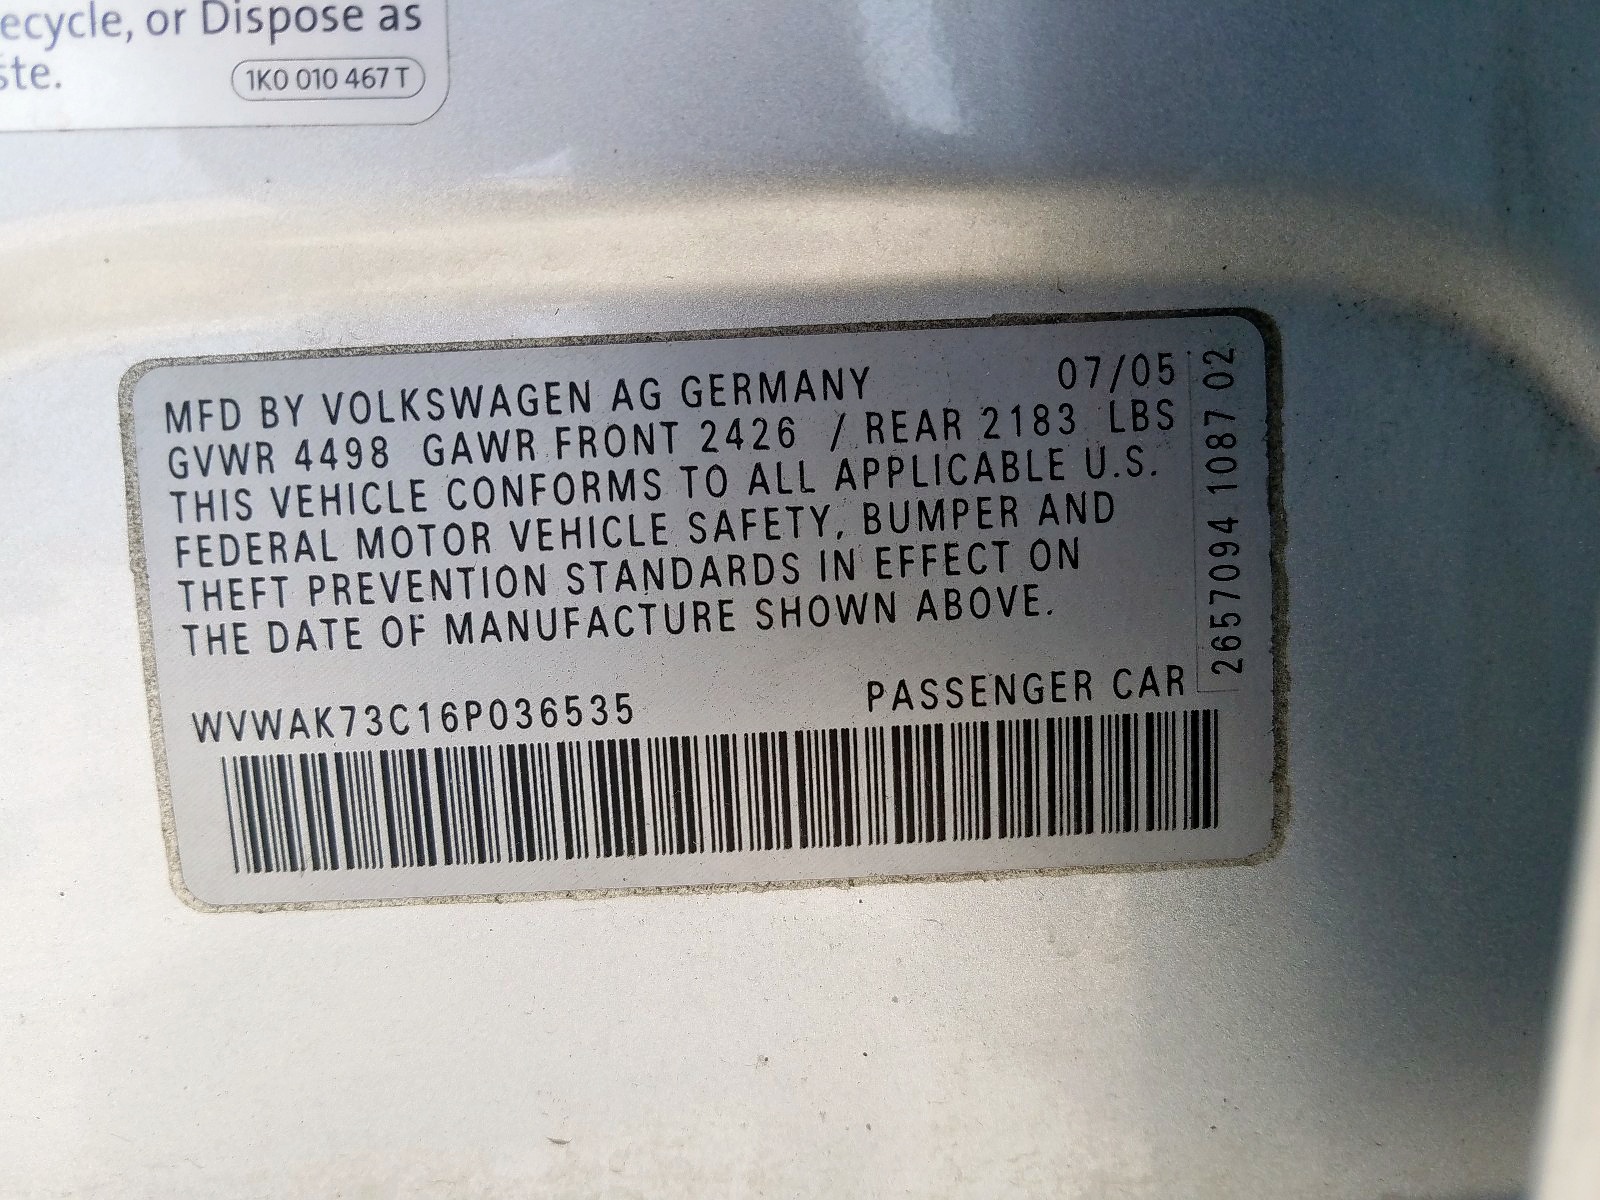 ecycle, or Dispose as
ste.
1K0 010 467 T
MFD BY VOLKSWAGEN AG GERMANY 07/05
GVWR 4498 GAWR FRONT 2426 / REAR 2183 LBS
THIS VEHICLE CONFORMS TO ALL APPLICABLE U.S.
FEDERAL MOTOR VEHICLE SAFETY, BUMPER AND
THEFT PREVENTION STANDARDS IN EFFECT ON
THE DATE OF MANUFACTURE SHOWN ABOVE.
WVWAK73C16P036535 PASSENGER CAR
2657094 1087 02